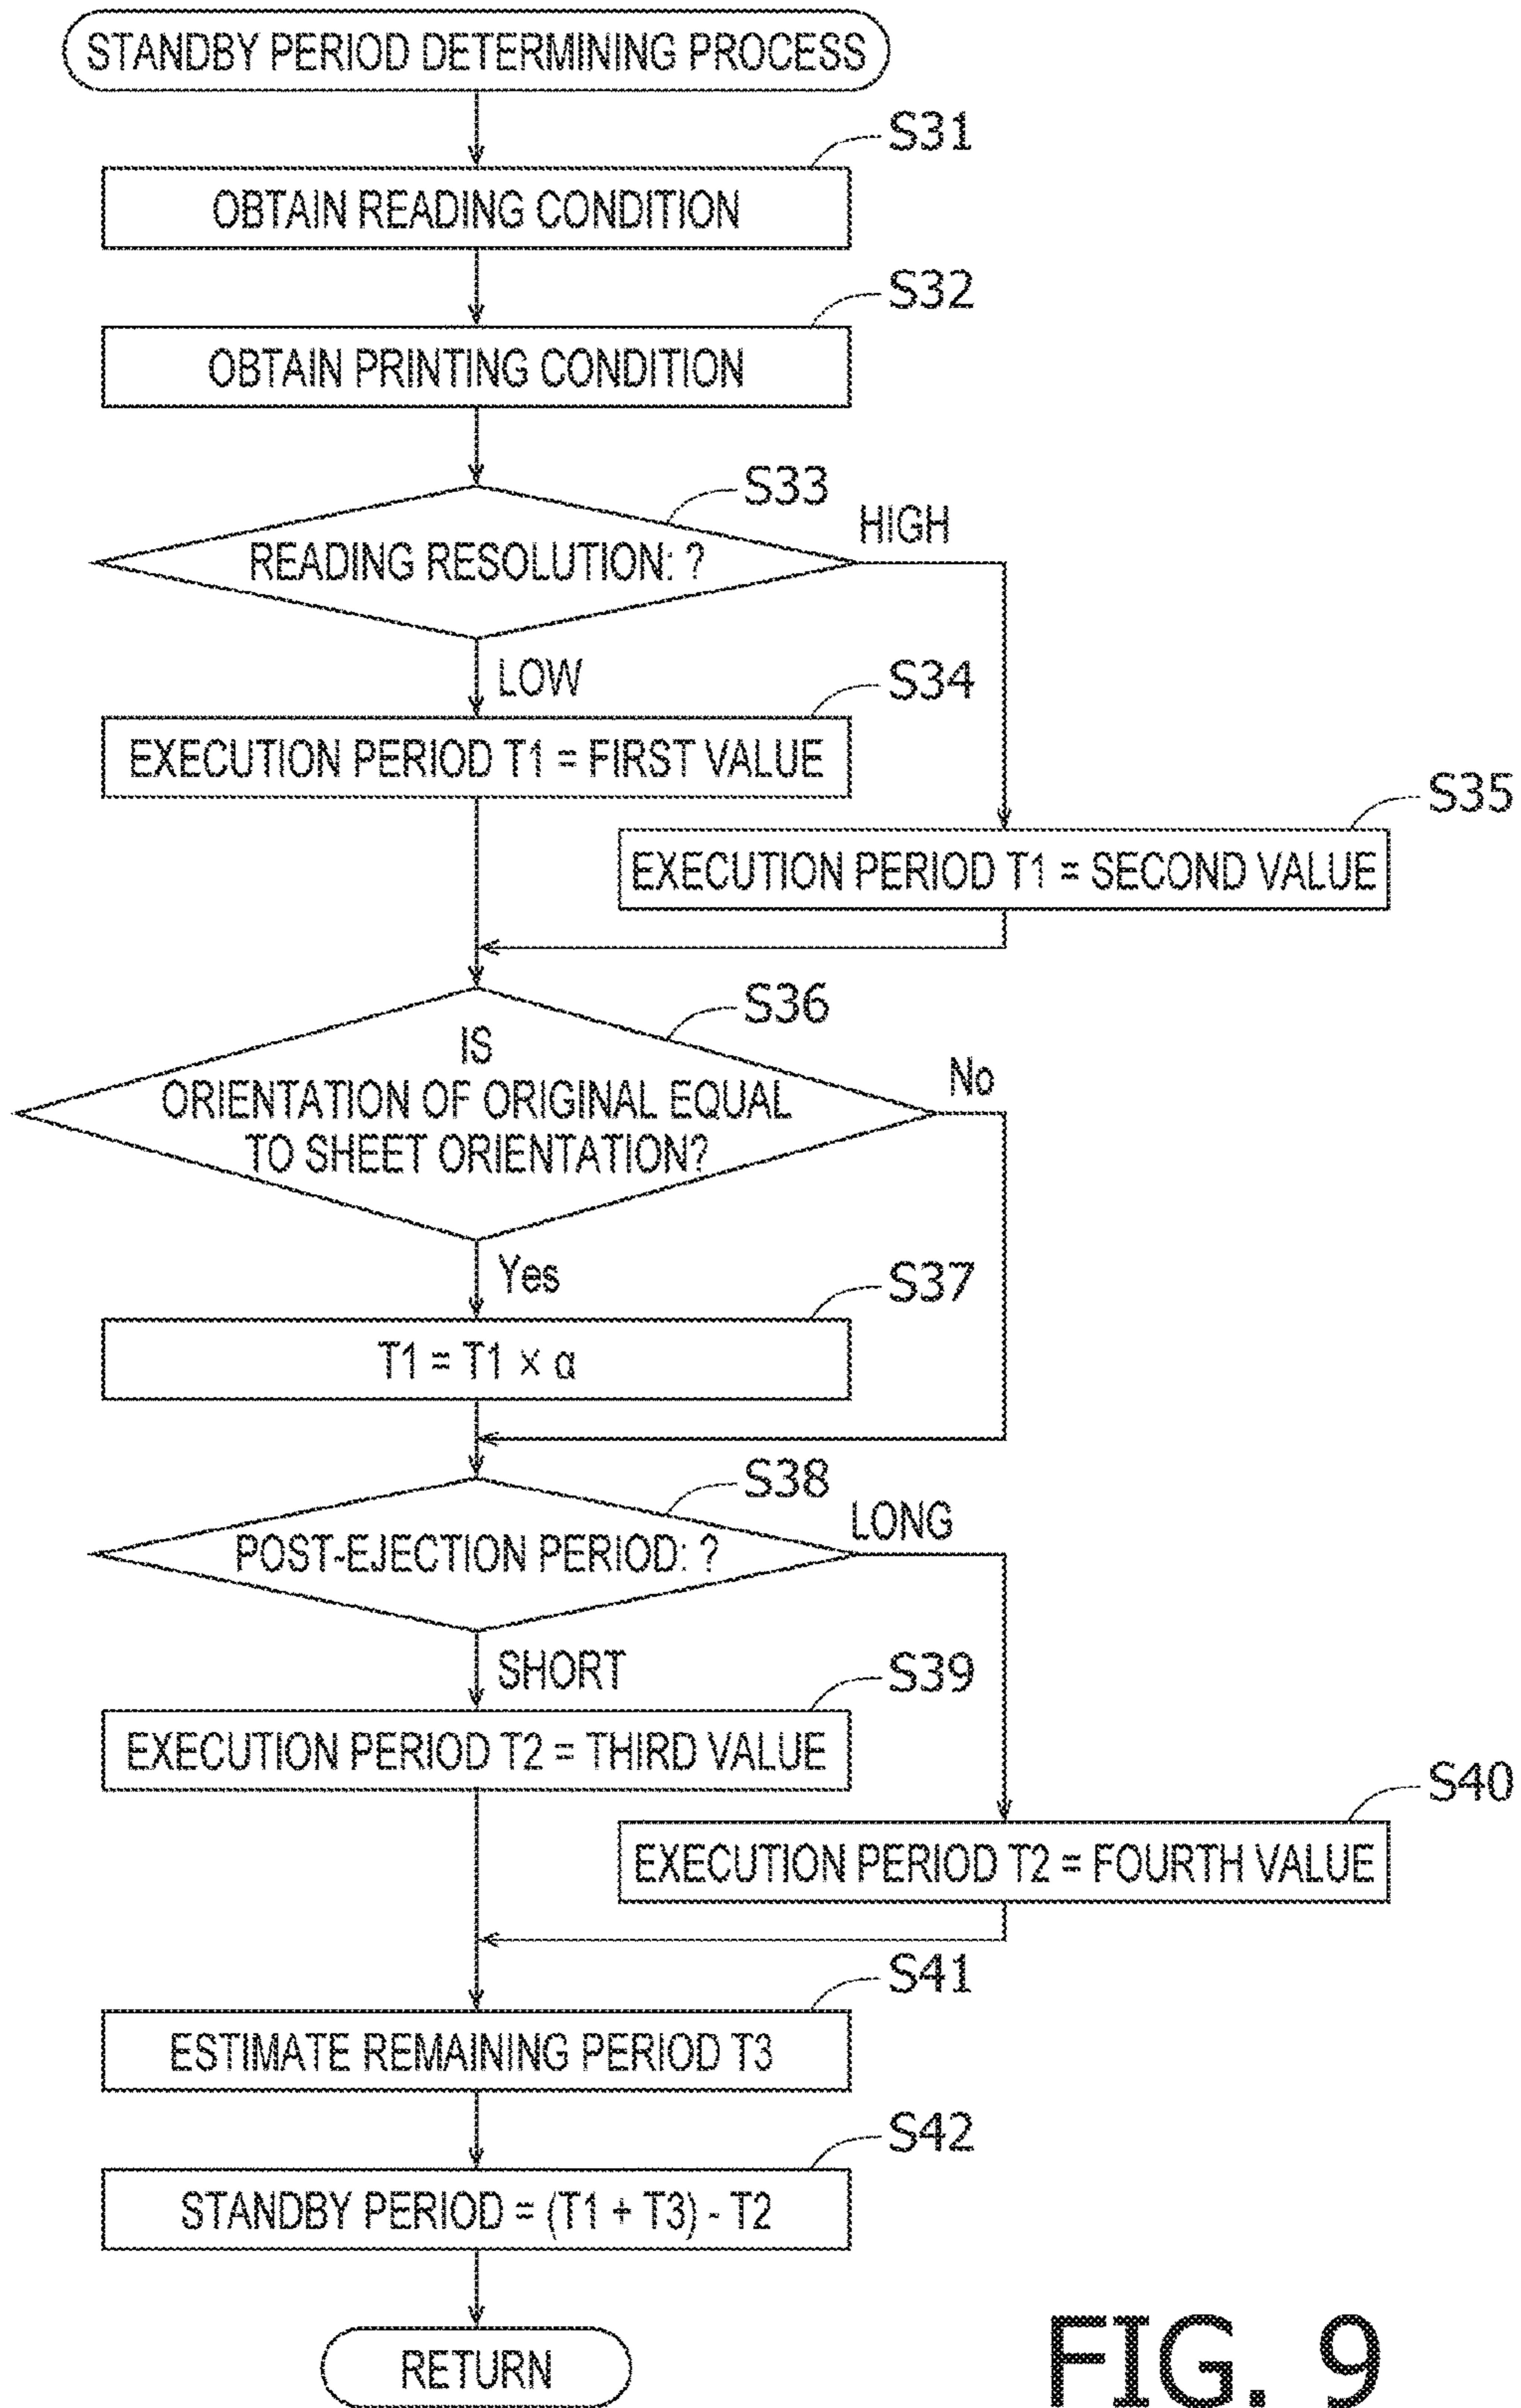 STANDBY PERIOD DETERMINING PROCESS
S31
OBTAIN READING CONDITION
S32
OBTAIN PRINTING CONDITION
S33
READING RESOLUTION: ?
HIGH
LOW
S34
EXECUTION PERIOD T1 = FIRST VALUE
S35
EXECUTION PERIOD T1 = SECOND VALUE
S36
IS
ORIENTATION OF ORIGINAL EQUAL
TO SHEET ORIENTATION?
No
Yes
S37
T1 = T1 × α
S38
POST-EJECTION PERIOD: ?
LONG
SHORT
S39
EXECUTION PERIOD T2 = THIRD VALUE
S40
EXECUTION PERIOD T2 = FOURTH VALUE
S41
ESTIMATE REMAINING PERIOD T3
S42
STANDBY PERIOD = (T1 + T3) - T2
RETURN
FIG. 9